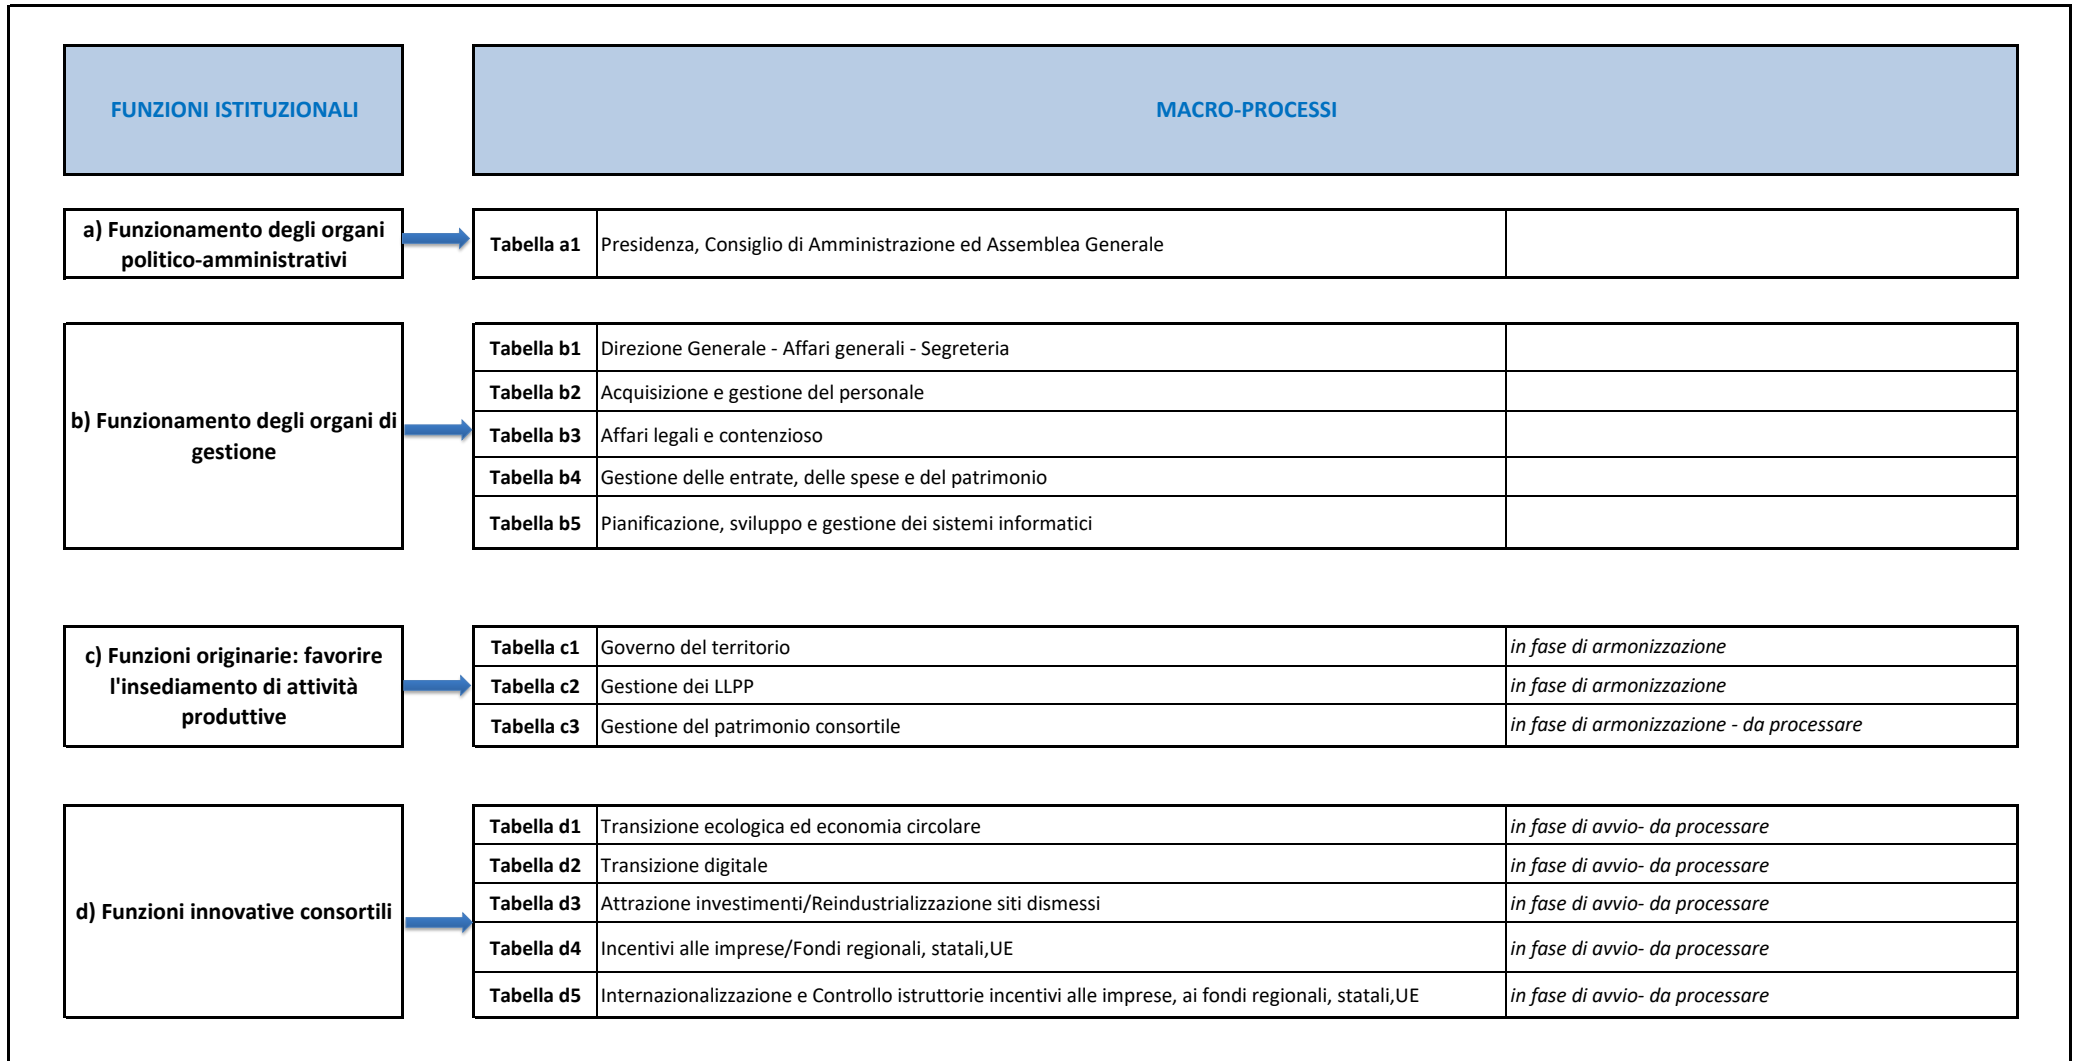 FUNZIONI ISTITUZIONALI
MACRO-PROCESSI
a) Funzionamento degli organi
politico-amministrativi
Tabella a1 Presidenza, Consiglio di Amministrazione ed Assemblea Generale
b) Funzionamento degli organi di
gestione
Tabella b1 Direzione Generale - Affari generali - Segreteria
Tabella b2 Acquisizione e gestione del personale
Tabella b3 Affari legali e contenzioso
Tabella b4 Gestione delle entrate, delle spese e del patrimonio
Tabella b5 Pianificazione, sviluppo e gestione dei sistemi informatici
c) Funzioni originarie: favorire
l'insediamento di attività
produttive
Tabella c1 Governo del territorio in fase di armonizzazione
Tabella c2 Gestione dei LLPP in fase di armonizzazione
Tabella c3 Gestione del patrimonio consortile in fase di armonizzazione - da processare
d) Funzioni innovative consortili
Tabella d1 Transizione ecologica ed economia circolare in fase di avvio- da processare
Tabella d2 Transizione digitale in fase di avvio- da processare
Tabella d3 Attrazione investimenti/Reindustrializzazione siti dismessi in fase di avvio- da processare
Tabella d4 Incentivi alle imprese/Fondi regionali, statali,UE in fase di avvio- da processare
Tabella d5 Internazionalizzazione e Controllo istruttorie incentivi alle imprese, ai fondi regionali, statali,UE in fase di avvio- da processare